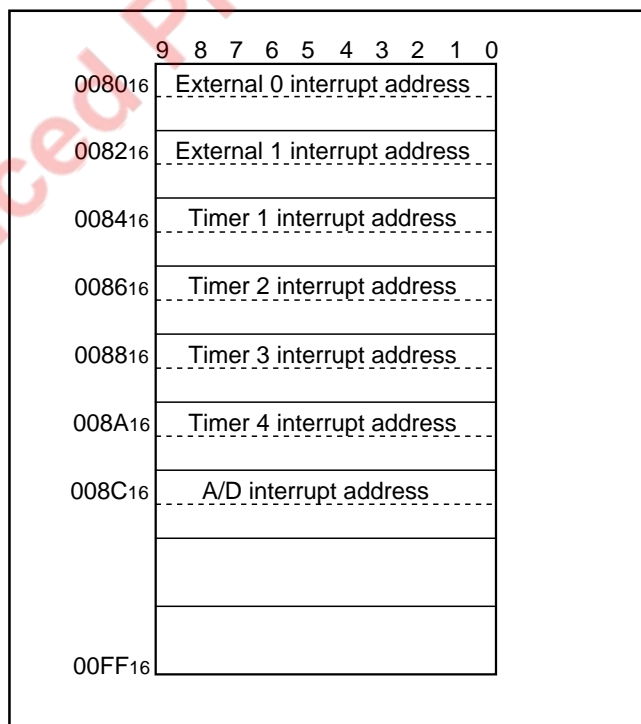 9 8 7 6 5 4 3 2 1 0
008016 External 0 interrupt address
008216 External 1 interrupt address
008416 Timer 1 interrupt address
008616 Timer 2 interrupt address
008816 Timer 3 interrupt address
008A16 Timer 4 interrupt address
008C16 A/D interrupt address
00FF16